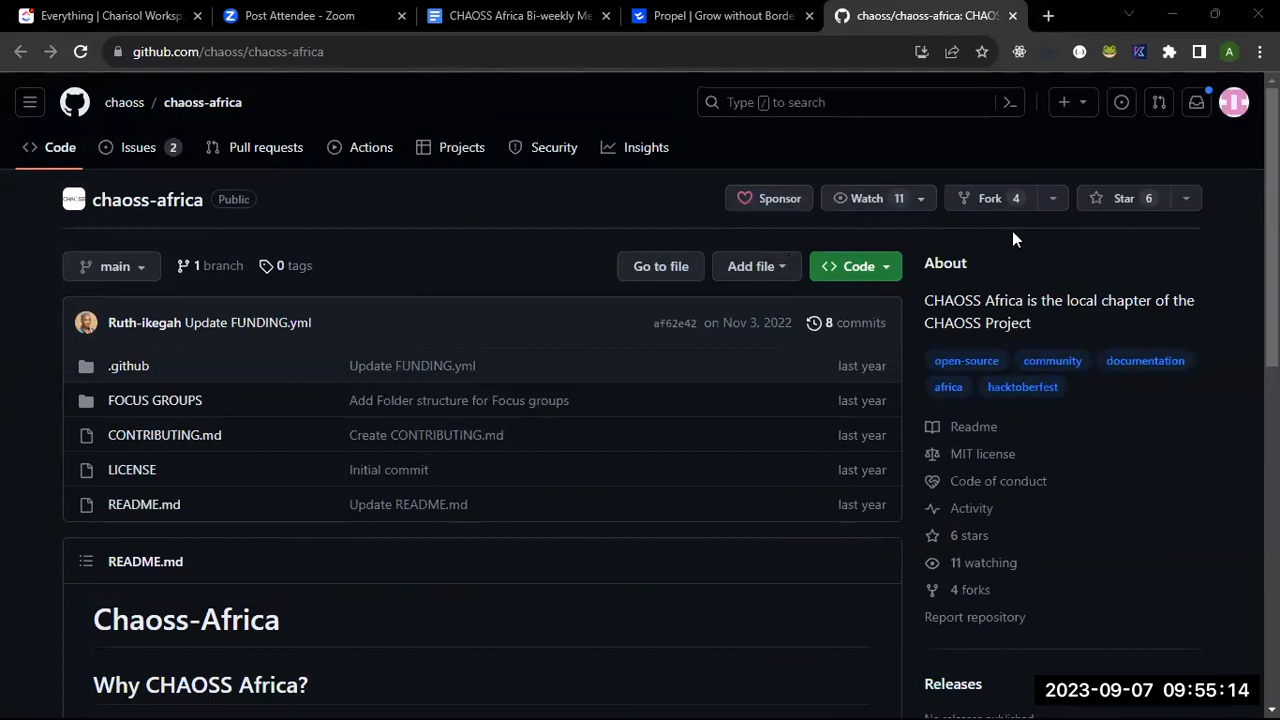 Everything | Charisol Worksp
Post Attendee - Zoom
CHAOSS Africa Bi-weekly Me
Propel | Grow without Borde
chaoss/chaoss-africa: CHAOS
github.com/chaoss/chaoss-africa
A
chaoss / chaoss-africa
Type / to search
Code
Issues 2
Pull requests
Actions
Projects
Security
Insights
CHAOSS
chaoss-africa Public
Sponsor
Watch 11
Fork 4
Star 6
main
1 branch
0 tags
Go to file
Add file
Code
Ruth-ikegah Update FUNDING.yml af62e42 on Nov 3, 2022 8 commits
.github Update FUNDING.yml last year
FOCUS GROUPS Add Folder structure for Focus groups last year
CONTRIBUTING.md Create CONTRIBUTING.md last year
LICENSE Initial commit last year
README.md Update README.md last year
README.md
Chaoss-Africa
Why CHAOSS Africa?
About
CHAOSS Africa is the local chapter of the
CHAOSS Project
open-source community documentation
africa hacktoberfest
Readme
MIT license
Code of conduct
Activity
6 stars
11 watching
4 forks
Report repository
Releases
No releases published
2023-09-07 09:55:14